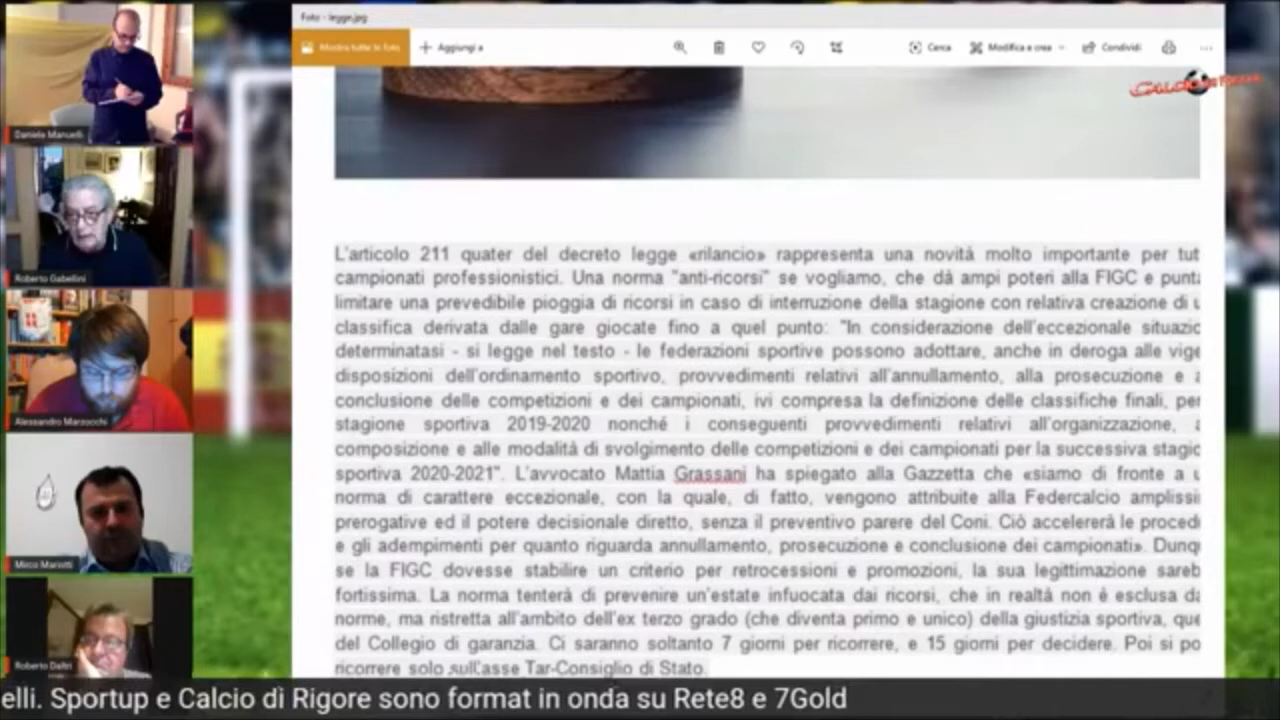 Foto - legge.jpg
Mostra tutte le foto
Aggiungi a
Cerca
Modifica e crea
Condividi
CALCIO DI RIGORE
Daniele Manuelli
Roberto Gabellini
Alessandro Marzocchi
Mirco Mariotti
Roberto Daltri
L'articolo 211 quater del decreto legge «rilancio» rappresenta una novità molto importante per tut
campionati professionistici. Una norma "anti-ricorsi" se vogliamo, che dà ampi poteri alla FIGC e punta
limitare una prevedibile pioggia di ricorsi in caso di interruzione della stagione con relativa creazione di u
classifica derivata dalle gare giocate fino a quel punto: "In considerazione dell'eccezionale situazio
determinatasi - si legge nel testo - le federazioni sportive possono adottare, anche in deroga alle vige
disposizioni dell'ordinamento sportivo, provvedimenti relativi all'annullamento, alla prosecuzione e a
conclusione delle competizioni e dei campionati, ivi compresa la definizione delle classifiche finali, per
stagione sportiva 2019-2020 nonché i conseguenti provvedimenti relativi all'organizzazione, a
composizione e alle modalità di svolgimento delle competizioni e dei campionati per la successiva stagio
sportiva 2020-2021". L'avvocato Mattia Grassani ha spiegato alla Gazzetta che «siamo di fronte a u
norma di carattere eccezionale, con la quale, di fatto, vengono attribuite alla Federcalcio amplissi
prerogative ed il potere decisionale diretto, senza il preventivo parere del Coni. Ciò accelererà le procedu
e gli adempimenti per quanto riguarda annullamento, prosecuzione e conclusione dei campionati». Dunqu
se la FIGC dovesse stabilire un criterio per retrocessioni e promozioni, la sua legittimazione sareb
fortissima. La norma tenterà di prevenire un'estate infuocata dai ricorsi, che in realtà non è esclusa da
norme, ma ristretta all'ambito dell'ex terzo grado (che diventa primo e unico) della giustizia sportiva, que
del Collegio di garanzia. Ci saranno soltanto 7 giorni per ricorrere, e 15 giorni per decidere. Poi si po
ricorrere solo sull'asse Tar-Consiglio di Stato.
elli. Sportup e Calcio di Rigore sono format in onda su Rete8 e 7Gold